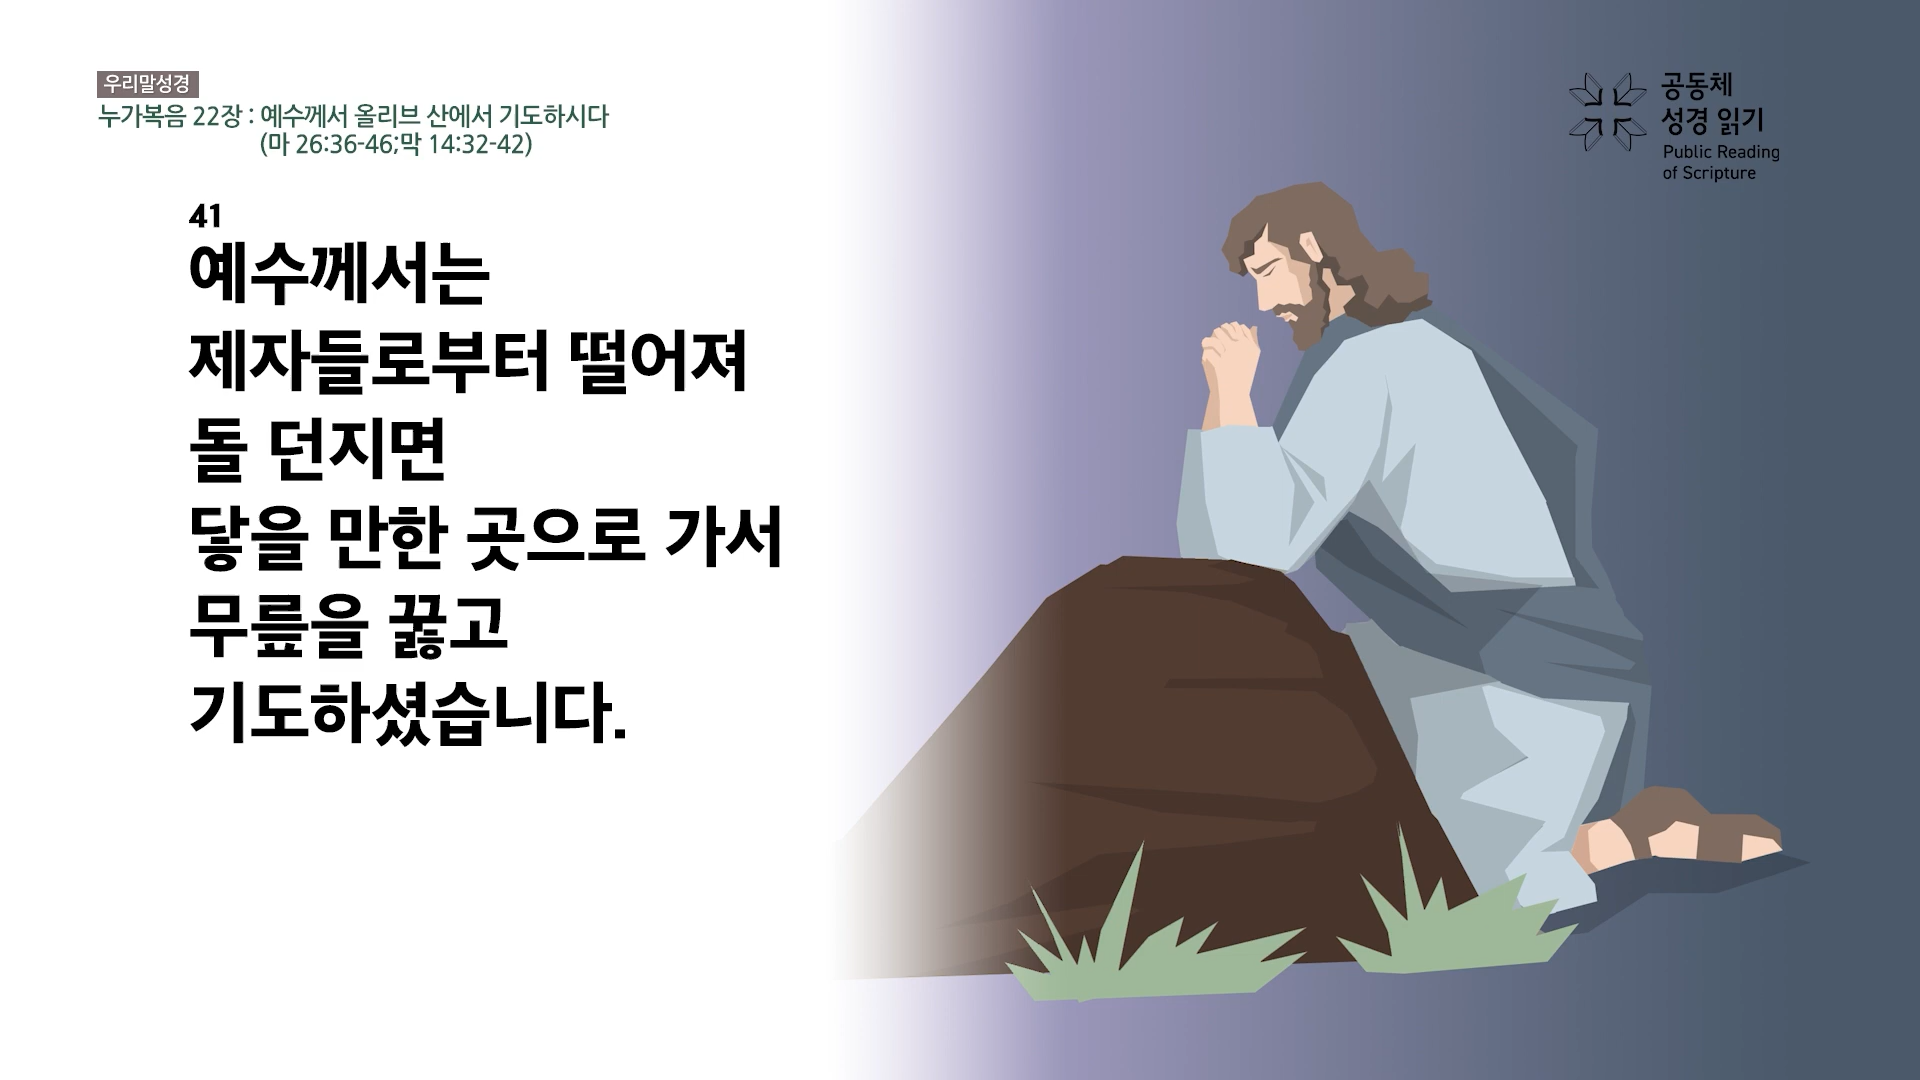 우리말성경
누가복음 22장 : 예수께서 올리브 산에서 기도하시다
(마 26:36-46;막 14:32-42)
41
예수께서는
제자들로부터 떨어져
돌 던지면
닿을 만한 곳으로 가서
무릎을 꿇고
기도하셨습니다.
공동체
성경 읽기
Public Reading
of Scripture